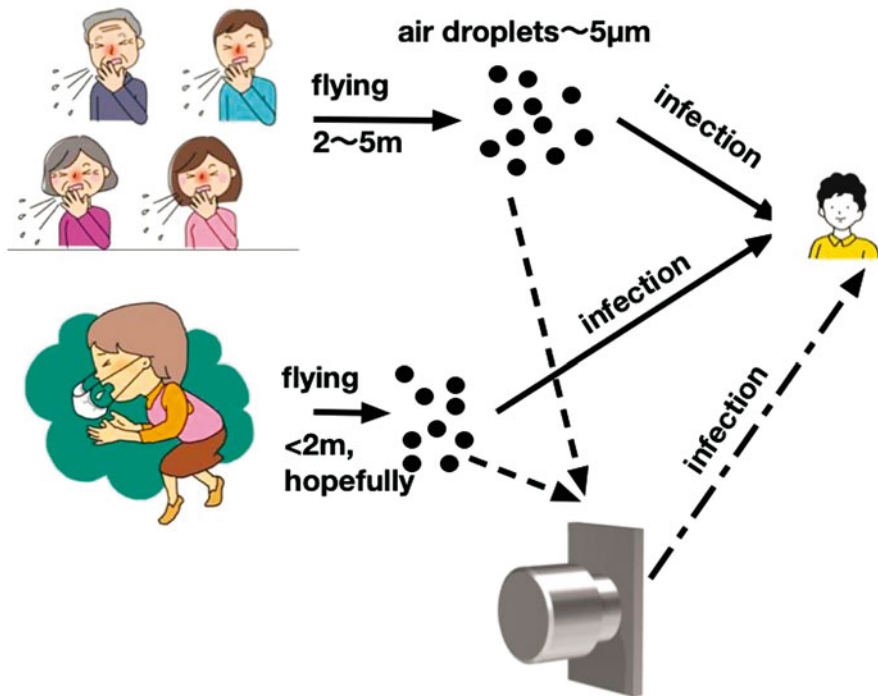 air droplets～5μm
flying
2～5m
infection
infection
flying
<2m,
hopefully
infection